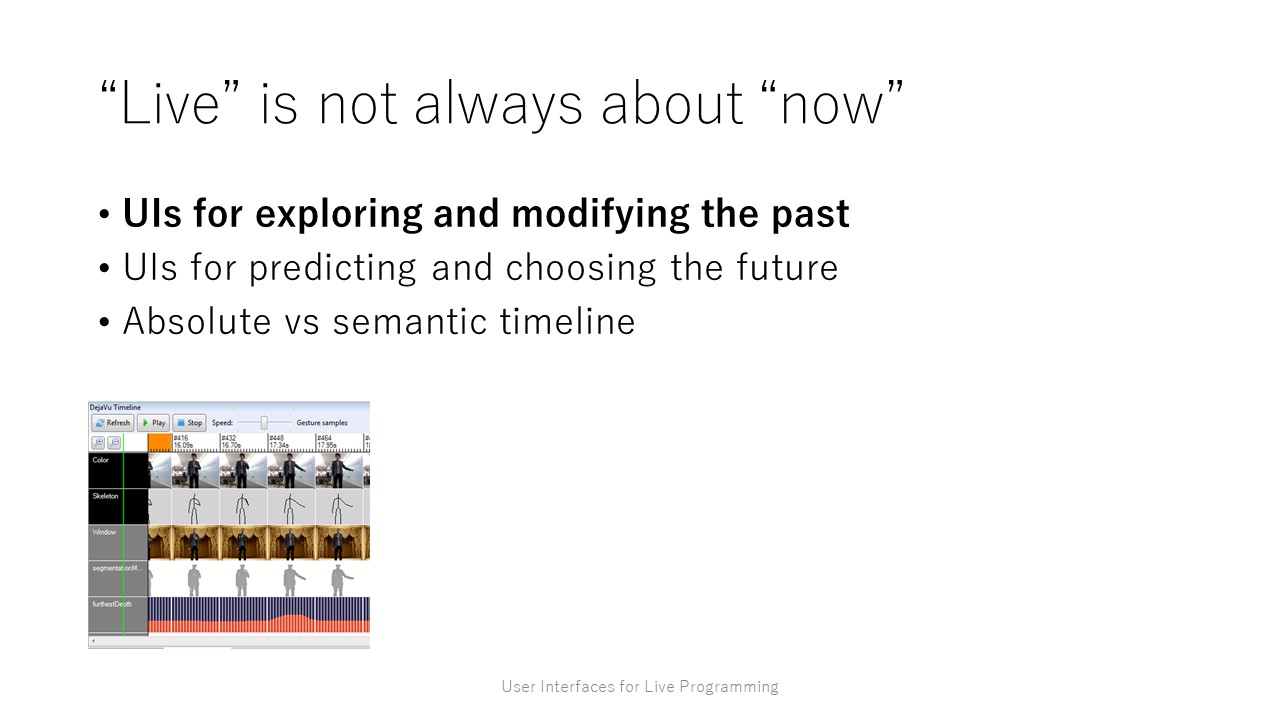 “Live” is not always about “now”
• UIs for exploring and modifying the past
• UIs for predicting and choosing the future
• Absolute vs semantic timeline
DejaVu Timeline
Refresh Play Stop Speed: Gesture samples
#416 #432 #448 #464
16.09s 16.70s 17.34s 17.95s
Color
Skeleton
Window
segmentationM...
furthestDepth
User Interfaces for Live Programming